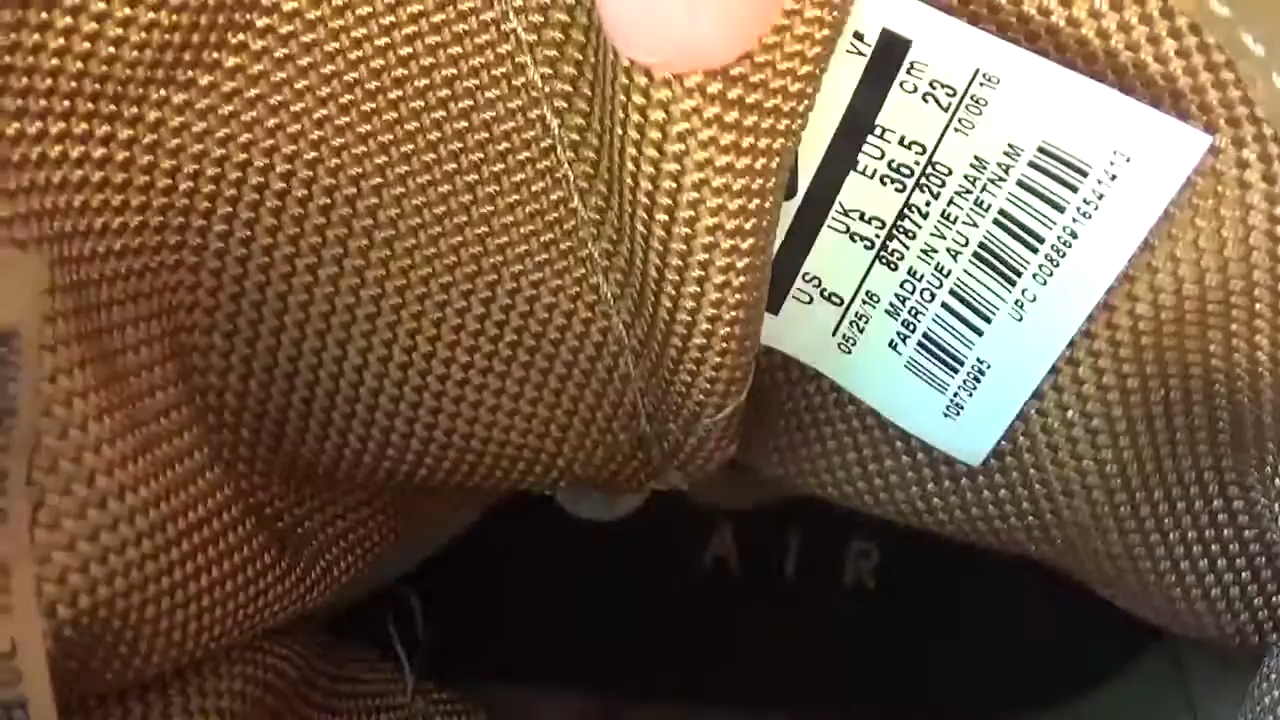 VF
US UK EUR cm
6 3.5 36.5 23
05/25/16 857872-200 10/06/16
MADE IN VIETNAM
FABRIQUE AU VIETNAM
106730995
UPC 00886916541413
AIR